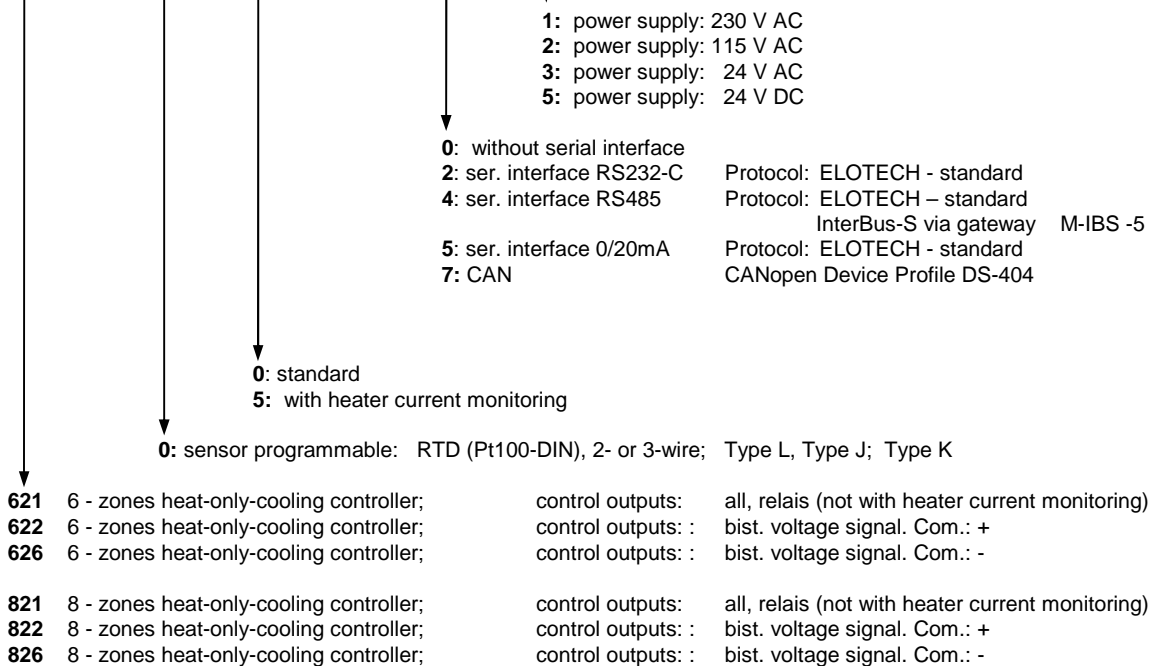 1: power supply: 230 V AC
2: power supply: 115 V AC
3: power supply: 24 V AC
5: power supply: 24 V DC
0: without serial interface
2: ser. interface RS232-C Protocol: ELOTECH - standard
4: ser. interface RS485 Protocol: ELOTECH – standard
InterBus-S via gateway M-IBS -5
5: ser. interface 0/20mA Protocol: ELOTECH - standard
7: CAN CANopen Device Profile DS-404
0: standard
5: with heater current monitoring
0: sensor programmable: RTD (Pt100-DIN), 2- or 3-wire; Type L, Type J; Type K
621 6 - zones heat-only-cooling controller; control outputs: all, relais (not with heater current monitoring)
622 6 - zones heat-only-cooling controller; control outputs: : bist. voltage signal. Com.: +
626 6 - zones heat-only-cooling controller; control outputs: : bist. voltage signal. Com.: -
821 8 - zones heat-only-cooling controller; control outputs: all, relais (not with heater current monitoring)
822 8 - zones heat-only-cooling controller; control outputs: : bist. voltage signal. Com.: +
826 8 - zones heat-only-cooling controller; control outputs: : bist. voltage signal. Com.: -